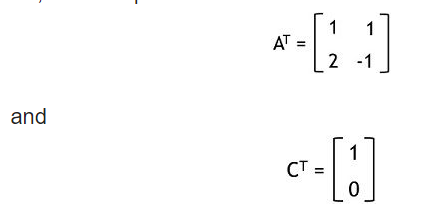 Aᵀ = [ 1 1
2 -1 ]
and
Cᵀ = [ 1
0 ]